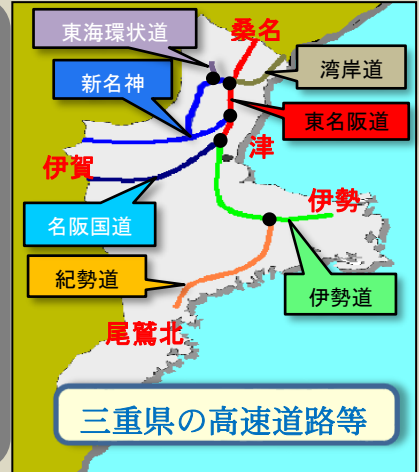 東海環状道
桑名
新名神
湾岸道
東名阪道
津
伊賀
伊勢
名阪国道
紀勢道
伊勢道
尾鷲北
三重県の高速道路等